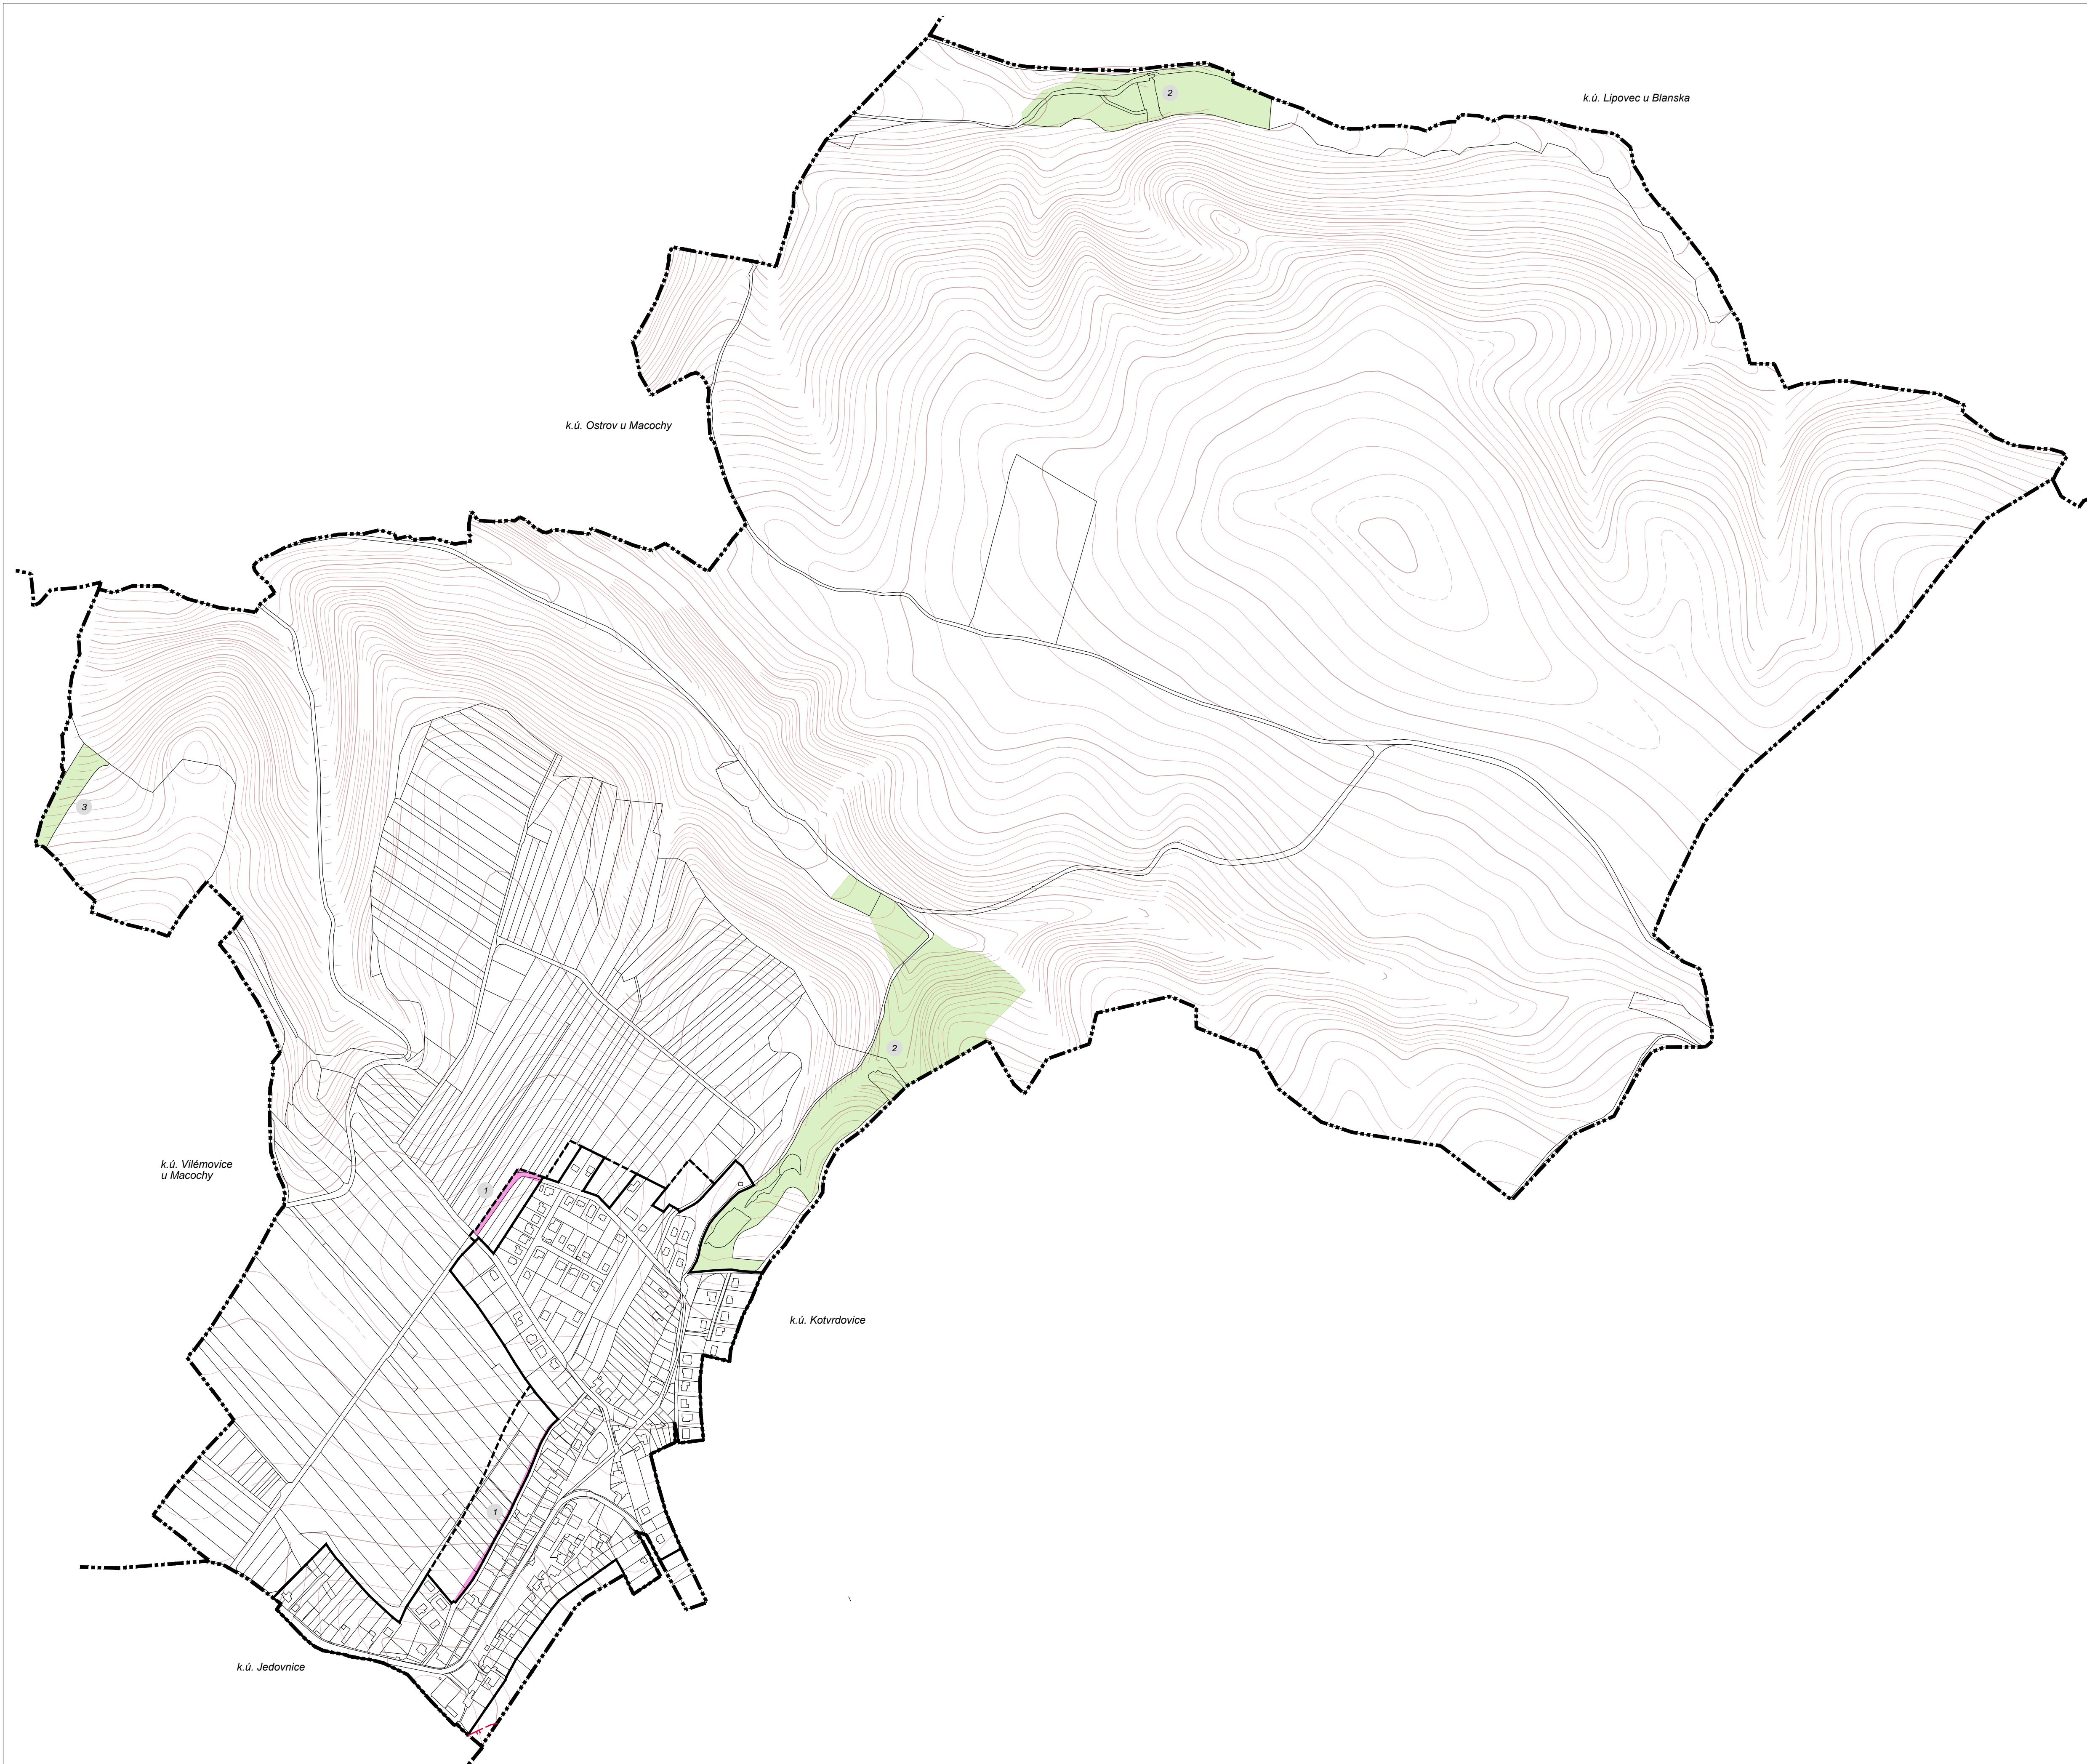 2
k.ú. Lipovec u Blanska
k.ú. Ostrov u Macochy
3
2
k.ú. Vilémovice
u Macochy
1
k.ú. Kotvrdovice
1
k.ú. Jedovnice